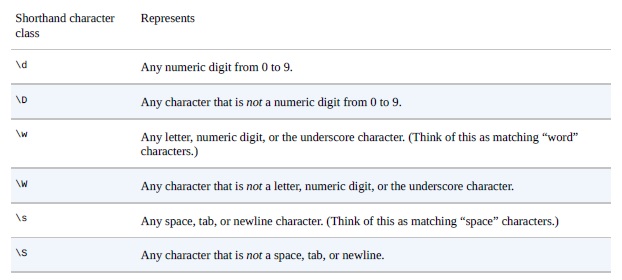 Shorthand character Represents
class
\d Any numeric digit from 0 to 9.
\D Any character that is not a numeric digit from 0 to 9.
\w Any letter, numeric digit, or the underscore character. (Think of this as matching “word”
characters.)
\W Any character that is not a letter, numeric digit, or the underscore character.
\s Any space, tab, or newline character. (Think of this as matching “space” characters.)
\S Any character that is not a space, tab, or newline.